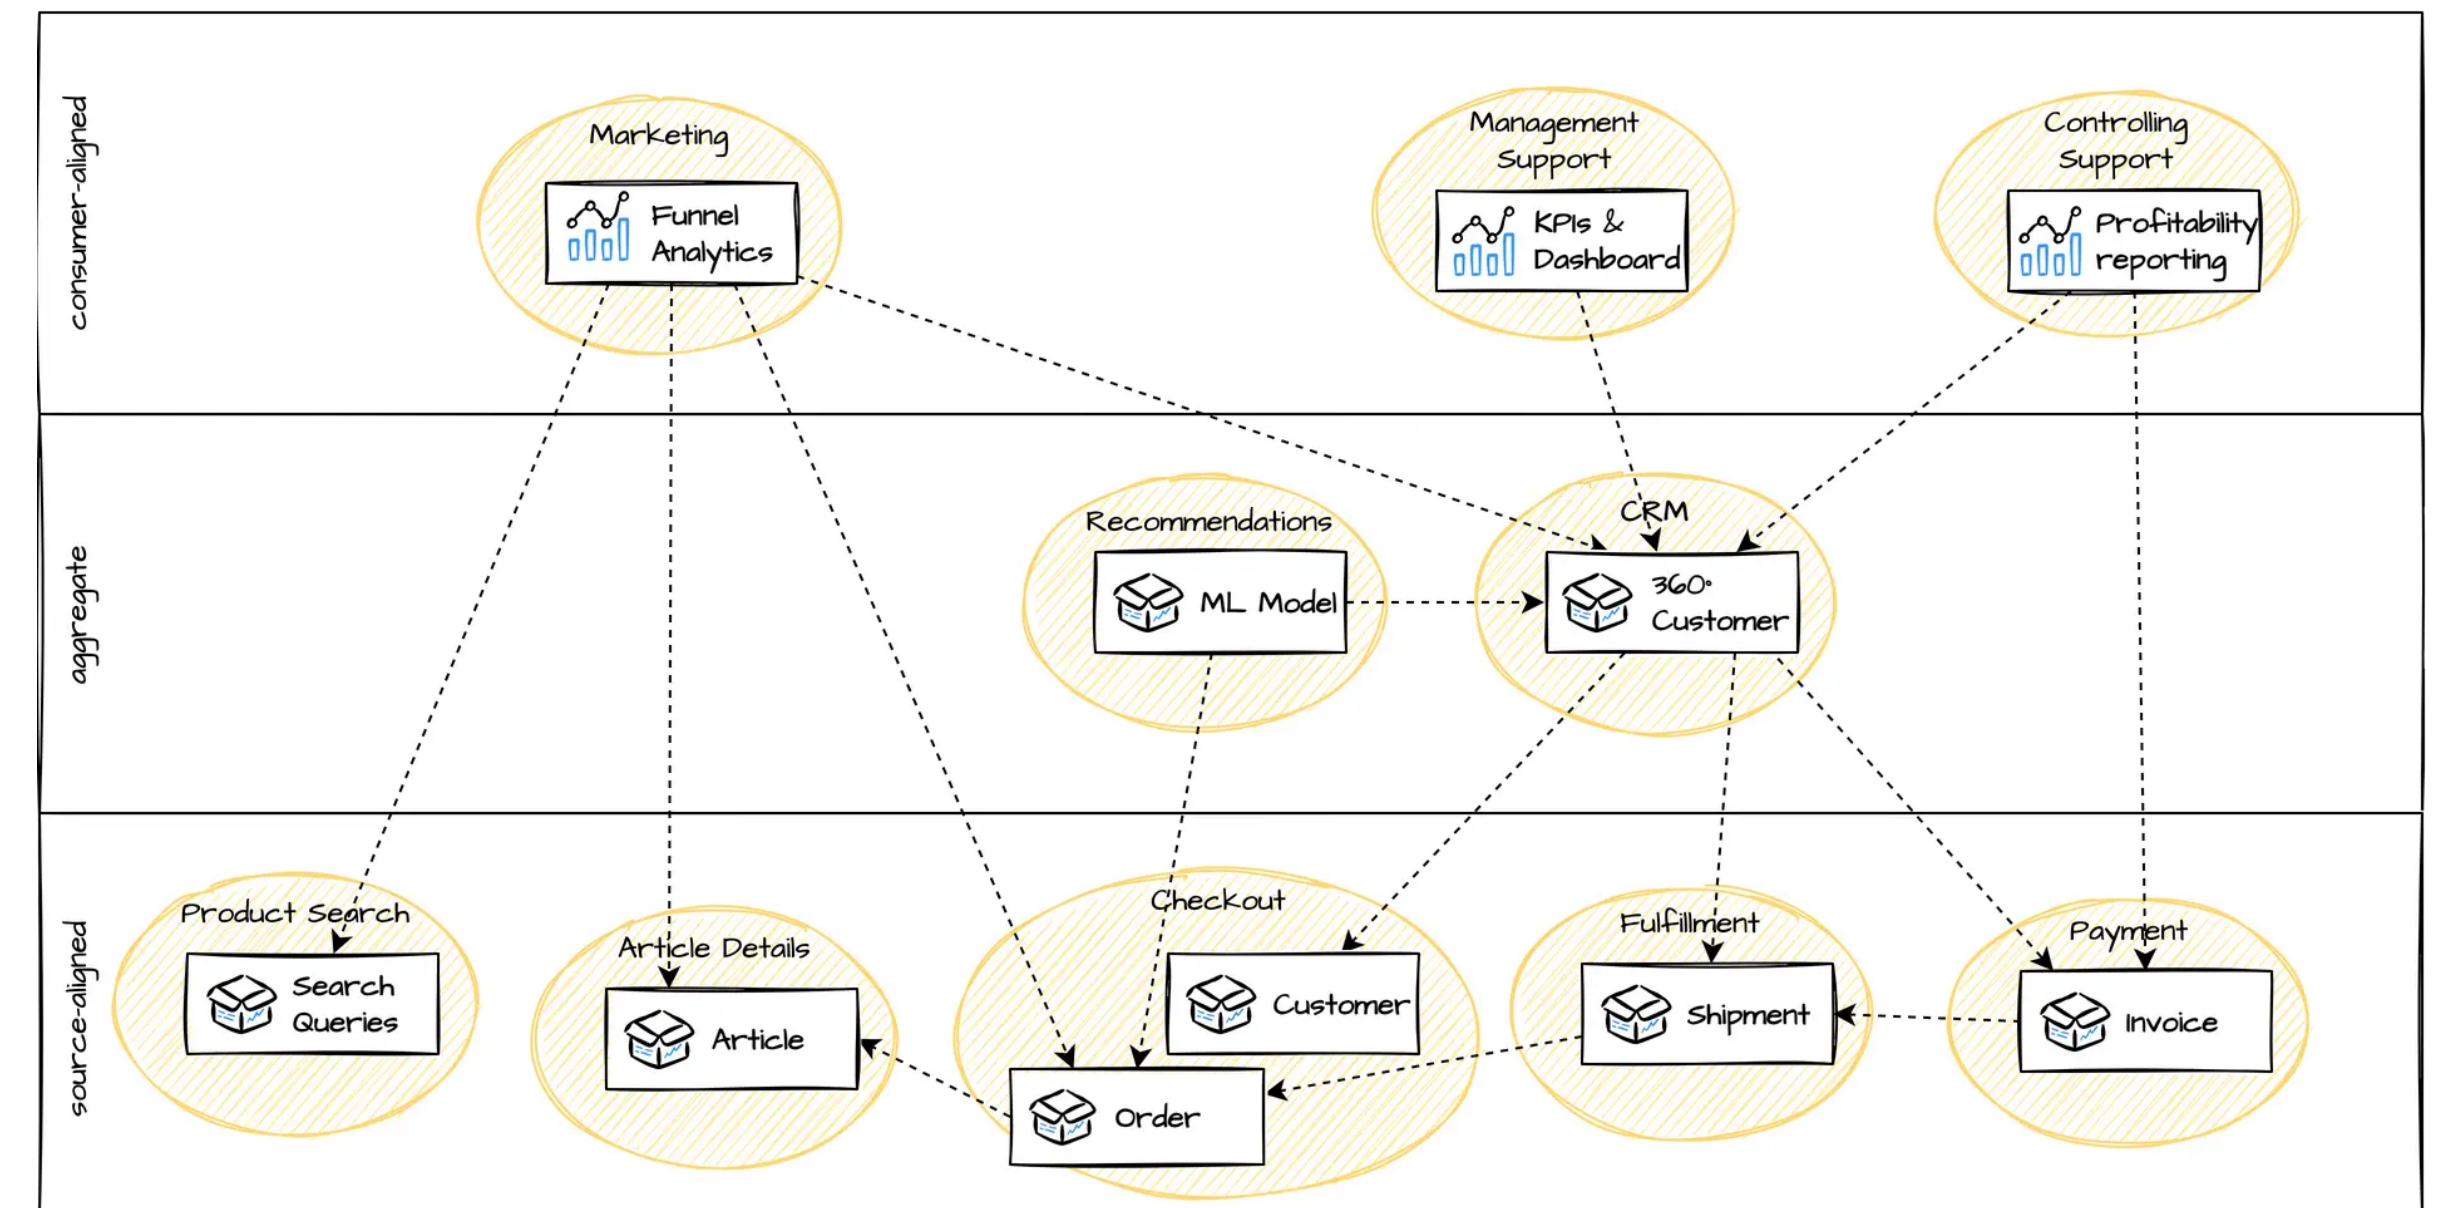 consumer-aligned
Marketing
Funnel
Analytics
Management
Support
KPIs &
Dashboard
Controlling
Support
Profitability
reporting
aggregate
Recommendations
ML Model
CRM
360°
Customer
source-aligned
Product Search
Search
Queries
Article Details
Article
Checkout
Customer
Order
Fulfillment
Shipment
Payment
Invoice